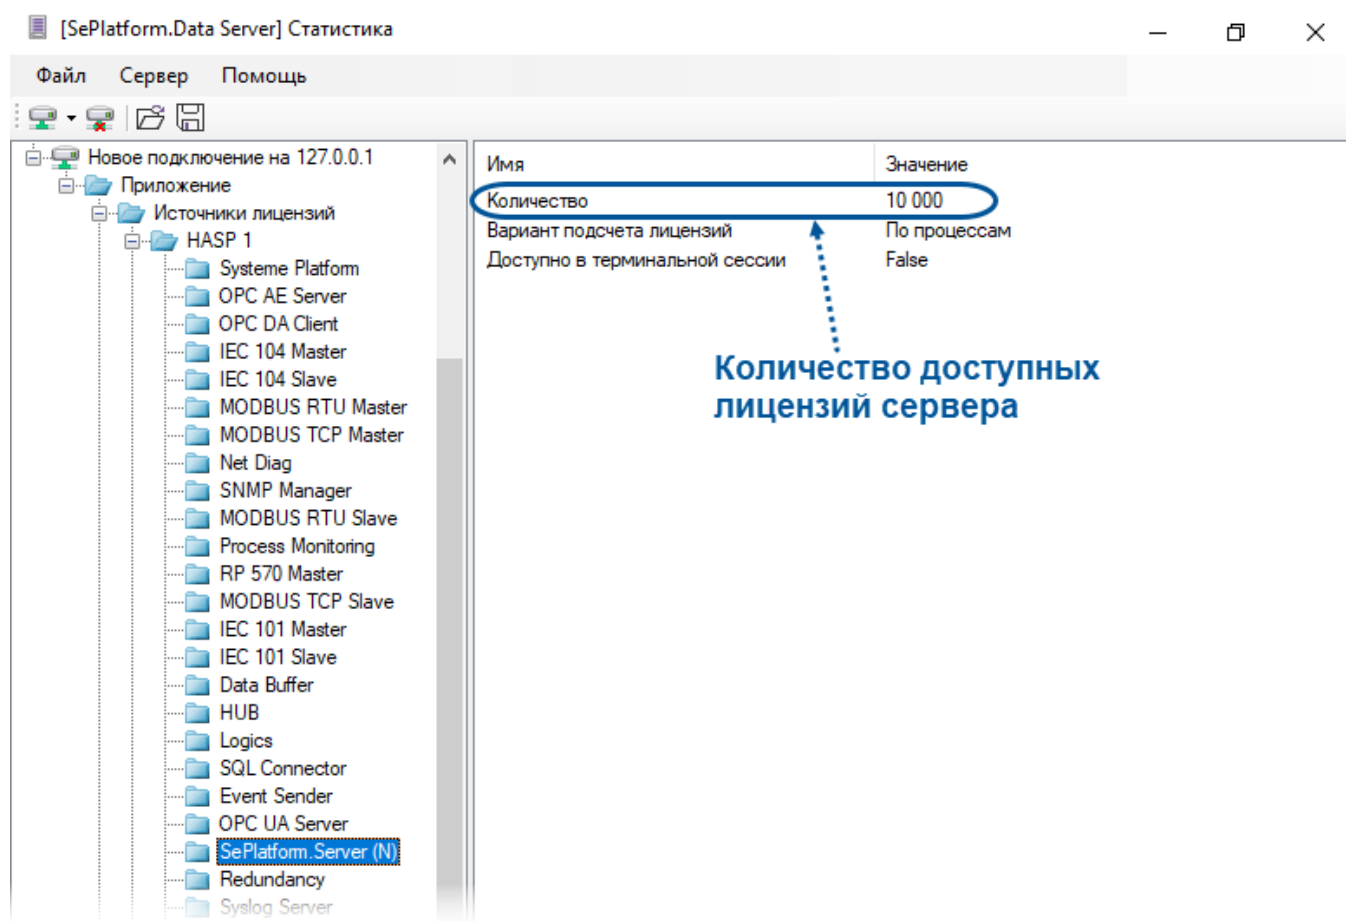 [SePlatform.Data Server] Статистика
Файл Сервер Помощь
Новое подключение на 127.0.0.1
Приложение
Источники лицензий
HASP 1
Systeme Platform
OPC AE Server
OPC DA Client
IEC 104 Master
IEC 104 Slave
MODBUS RTU Master
MODBUS TCP Master
Net Diag
SNMP Manager
MODBUS RTU Slave
Process Monitoring
RP 570 Master
MODBUS TCP Slave
IEC 101 Master
IEC 101 Slave
Data Buffer
HUB
Logics
SQL Connector
Event Sender
OPC UA Server
SePlatform.Server (N)
Redundancy
Syslog Server
Имя Значение
Количество 10 000
Вариант подсчета лицензий По процессам
Доступно в терминальной сессии False
Количество доступных
лицензий сервера